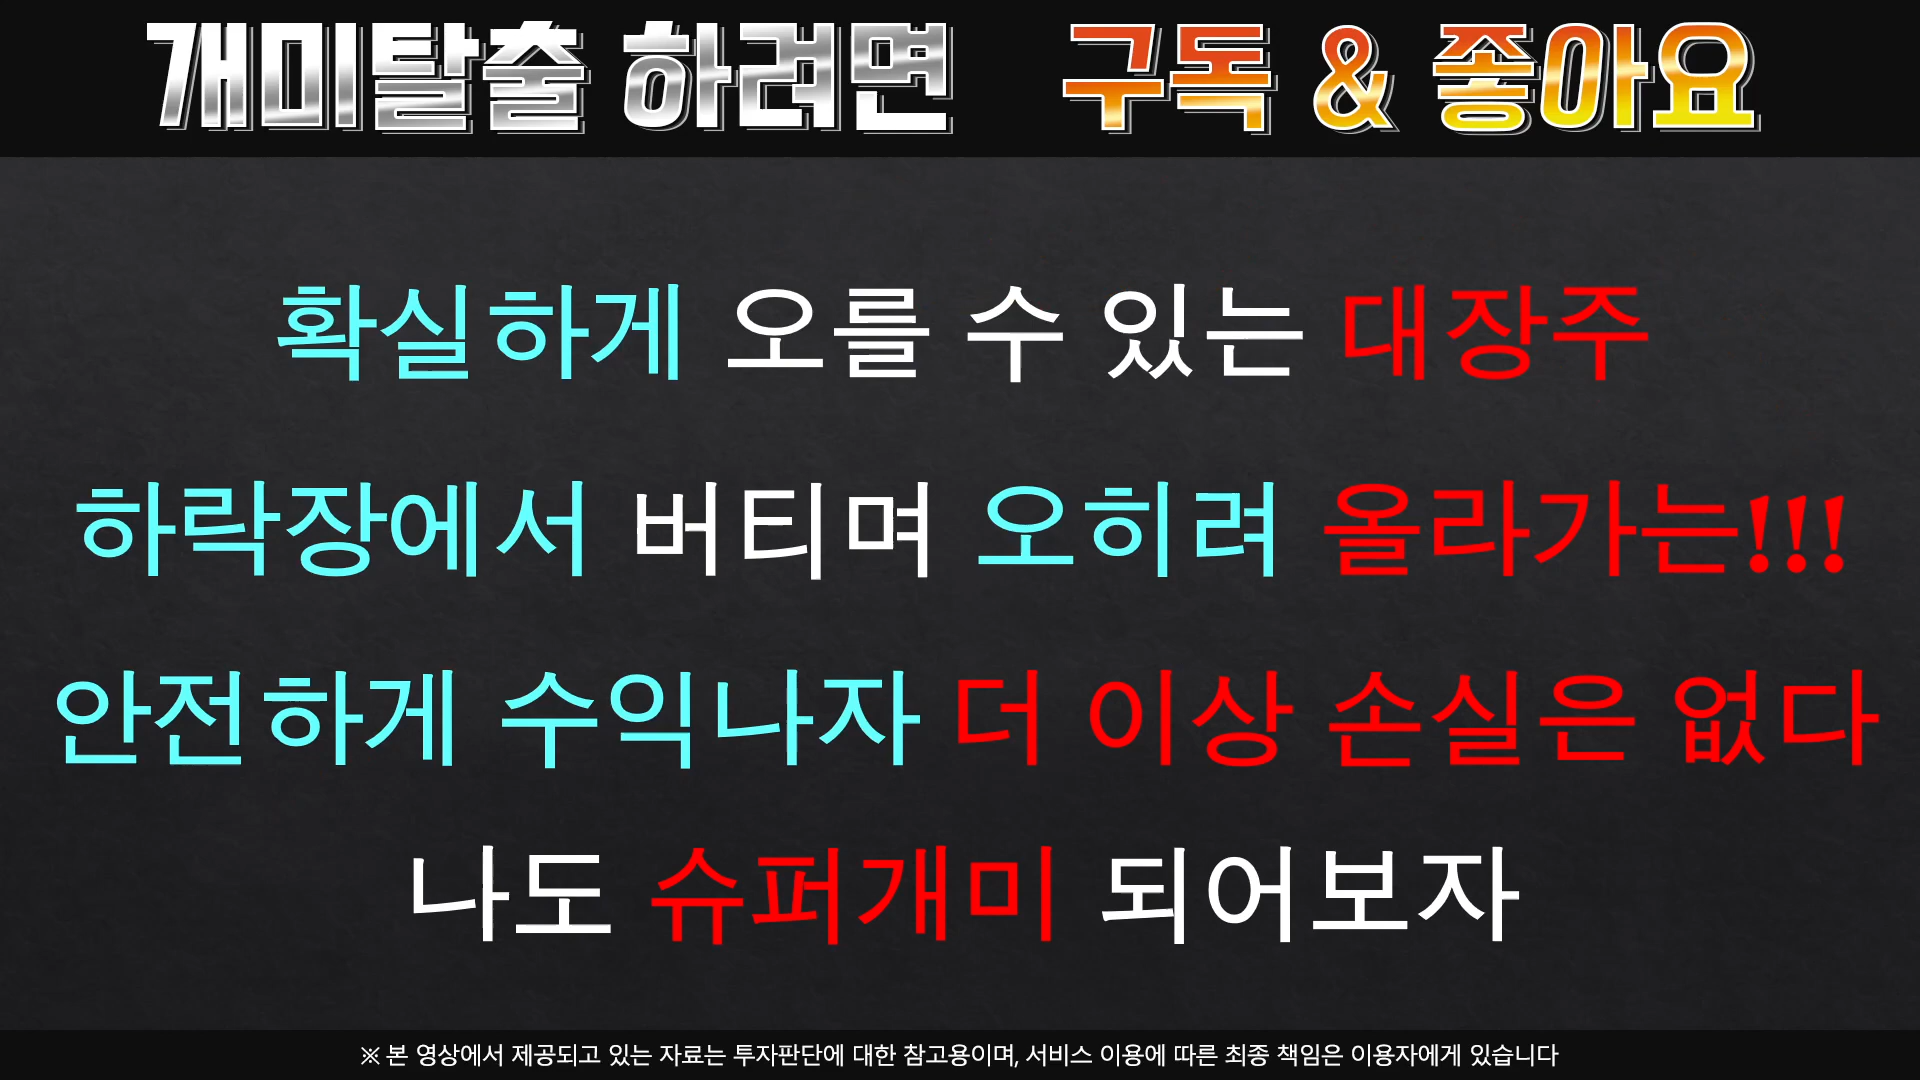 개미탈출 하려면 구독 & 좋아요
확실하게 오를 수 있는 대장주
하락장에서 버티며 오히려 올라가는!!!
안전하게 수익나자 더 이상 손실은 없다
나도 슈퍼개미 되어보자
※ 본 영상에서 제공되고 있는 자료는 투자판단에 대한 참고용이며, 서비스 이용에 따른 최종 책임은 이용자에게 있습니다